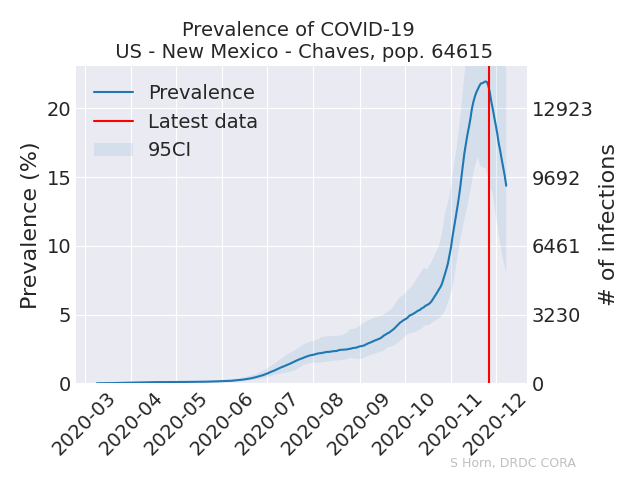 Prevalence of COVID-19
US - New Mexico - Chaves, pop. 64615
Prevalence
Latest data
95CI
Prevalence (%)
20
15
10
5
0
12923
9692
6461
3230
0
# of infections
2020-03
2020-04
2020-05
2020-06
2020-07
2020-08
2020-09
2020-10
2020-11
2020-12
S Horn, DRDC CORA